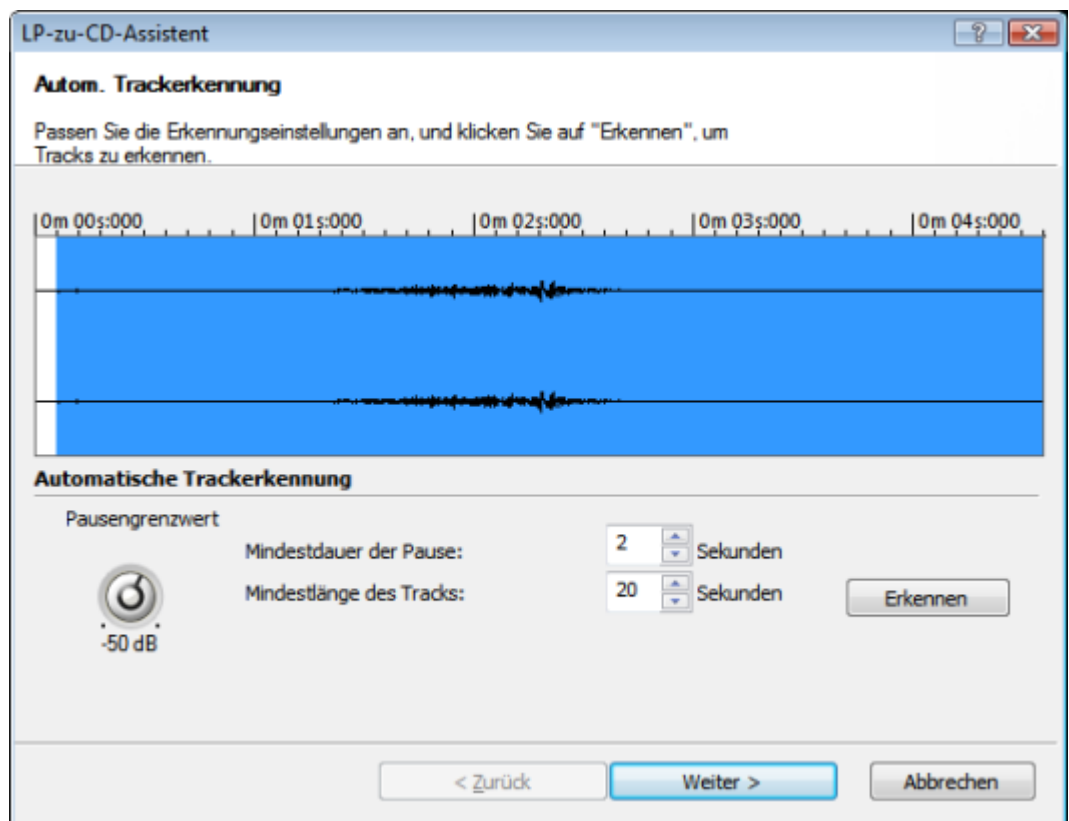 LP-zu-CD-Assistent
Autom. Trackerkennung
Passen Sie die Erkennungseinstellungen an, und klicken Sie auf "Erkennen", um
Tracks zu erkennen.
|0m 00s:000 |0m 01s:000 |0m 02s:000 |0m 03s:000 |0m 04s:000
Automatische Trackerkennung
Pausengrenzwert
Mindestdauer der Pause: 2 Sekunden
Mindestlänge des Tracks: 20 Sekunden Erkennen
-50 dB
< Zurück Weiter > Abbrechen